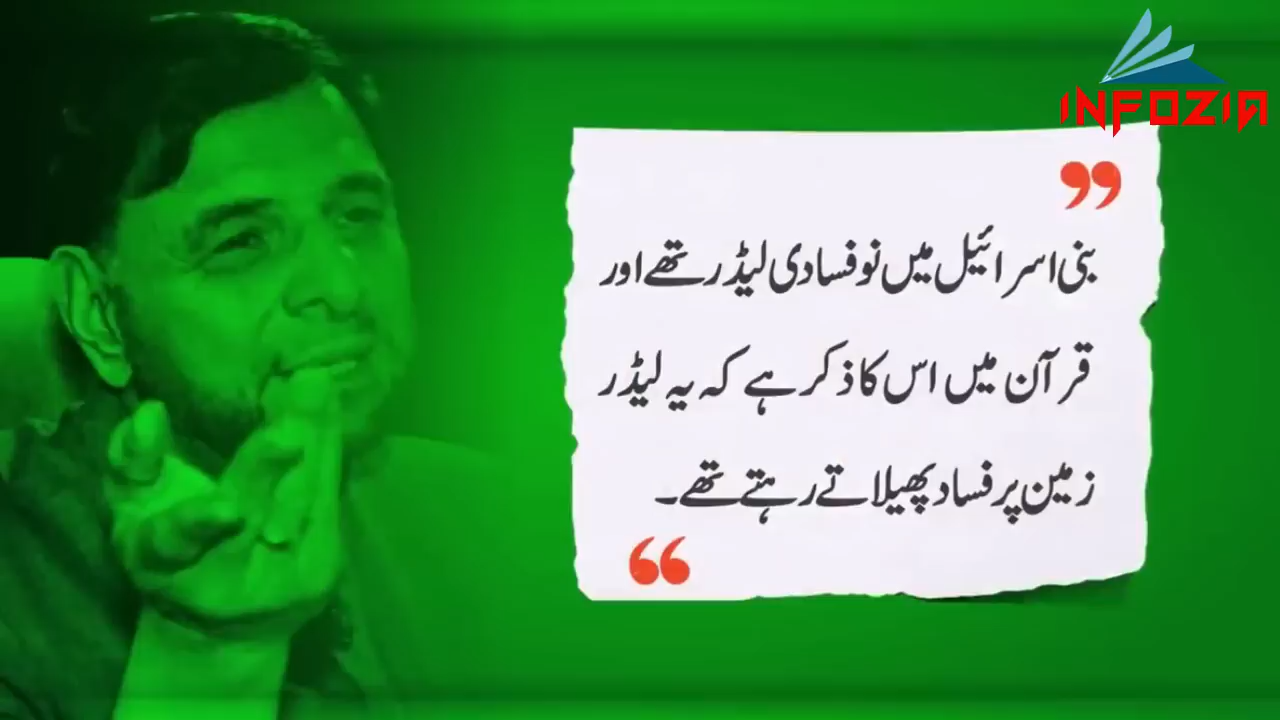 INFOZIA
بنی اسرائیل میں نو فسادی لیڈر تھے اور
قرآن میں اس کا ذکر ہے کہ یہ لیڈر
زمین پر فساد پھیلاتے رہتے تھے۔